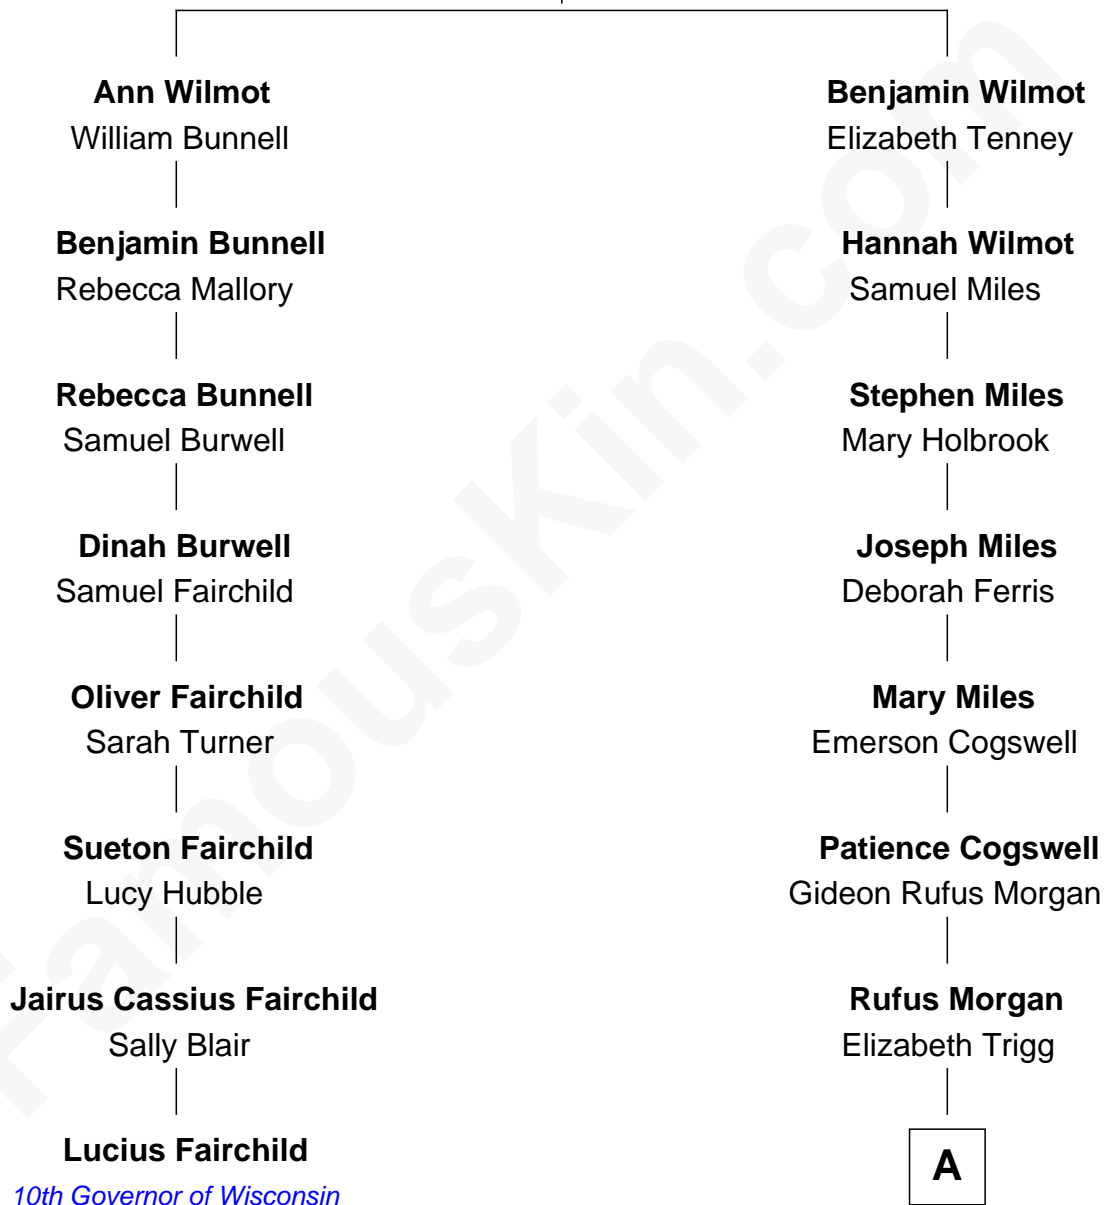 Ann Wilmot
William Bunnell
Benjamin Bunnell
Rebecca Mallory
Rebecca Bunnell
Samuel Burwell
Dinah Burwell
Samuel Fairchild
Oliver Fairchild
Sarah Turner
Sueton Fairchild
Lucy Hubble
Jairus Cassius Fairchild
Sally Blair
Lucius Fairchild
10th Governor of Wisconsin
Benjamin Wilmot
Elizabeth Tenney
Hannah Wilmot
Samuel Miles
Stephen Miles
Mary Holbrook
Joseph Miles
Deborah Ferris
Mary Miles
Emerson Cogswell
Patience Cogswell
Gideon Rufus Morgan
Rufus Morgan
Elizabeth Trigg
A
FamousKin.com